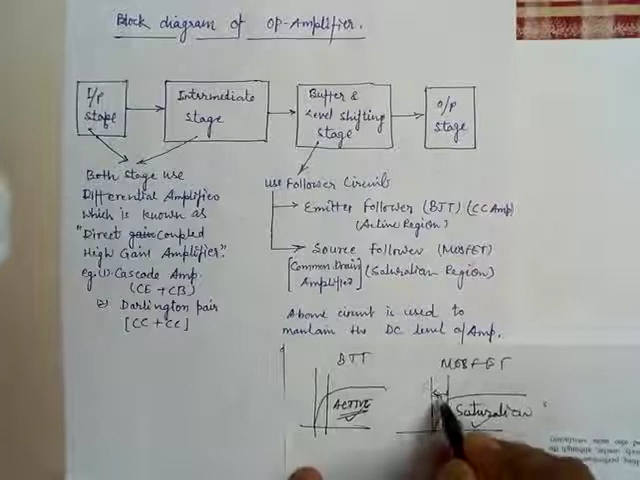 Block diagram of OP-Amplifier.
I/P
stage
Intermediate
stage
Buffer &
Level shifting
stage
O/P
stage
Both stage use
Differential Amplifier
which is known as
"Direct gain Coupled
High Gain Amplifier".
eg. (1) Cascade Amp.
(CE + CB)
(2) Darlington pair
[CC + CC]
use Follower Circuits
Emitter follower (BJT) (CC Amp)
(Active Region)
Source follower (MOSFET)
[Common Drain Amplifier] (Saturation Region)
Above circuit is used to
maintain the DC level of Amp.
BJT
ACTIVE
MOSFET
Saturation